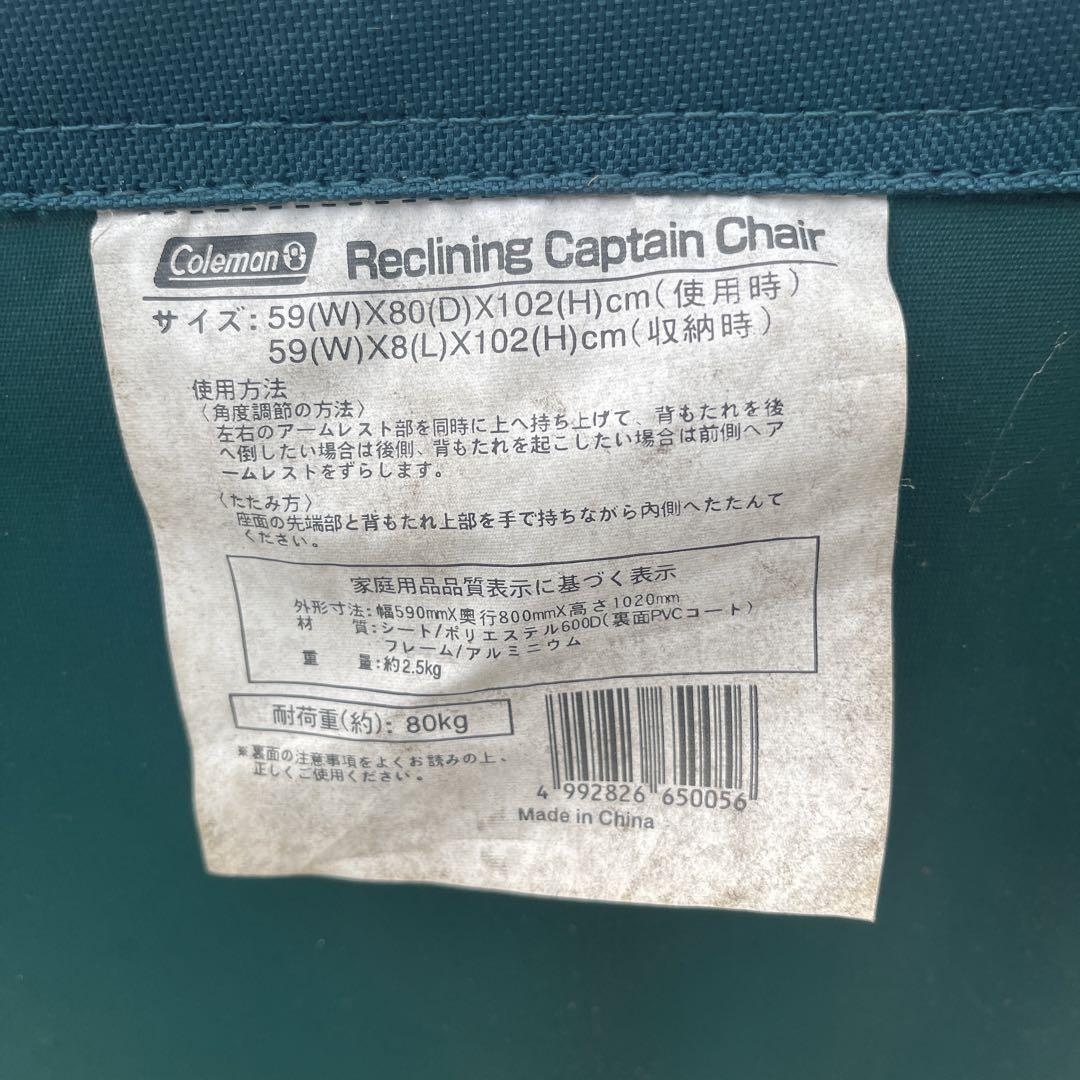 Coleman Reclining Captain Chair
サイズ: 59(W)X80(D)X102(H)cm(使用時)
59(W)X8(L)X102(H)cm(収納時)
使用方法
〈角度調節の方法〉
左右のアームレスト部を同時に上へ持ち上げて、背もたれを後
へ倒したい場合は後側、背もたれを起こしたい場合は前側へア
ームレストをずらします。
〈たたみ方〉
座面の先端部と背もたれ上部を手で持ちながら内側へたたんで
ください。
家庭用品品質表示に基づく表示
外形寸法:幅590mmX奥行800mmX高さ1020mm
材 質:シート/ポリエステル600D(裏面PVCコート)
フレーム/アルミニウム
重 量:約2.5kg
耐荷重(約): 80kg
※裏面の注意事項をよくお読みの上、
正しくご使用ください。
4 992826 650056
Made in China